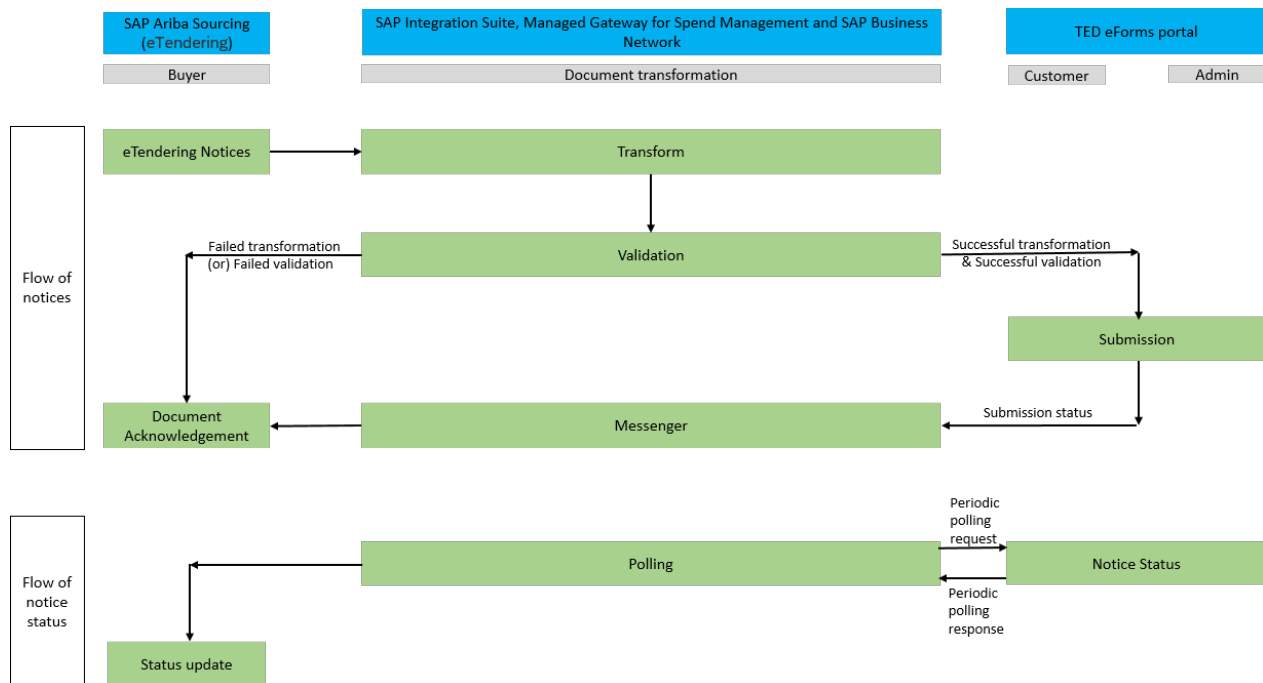 SAP Ariba Sourcing
(eTendering)
SAP Integration Suite, Managed Gateway for Spend Management and SAP Business
Network
TED eForms portal
Buyer
Document transformation
Customer
Admin
Flow of
notices
eTendering Notices
Transform
Failed transformation
(or) Failed validation
Validation
Successful transformation
& Successful validation
Submission
Document
Acknowledgement
Messenger
Submission status
Flow of
notice
status
Periodic
polling
request
Polling
Notice Status
Periodic
polling
response
Status update